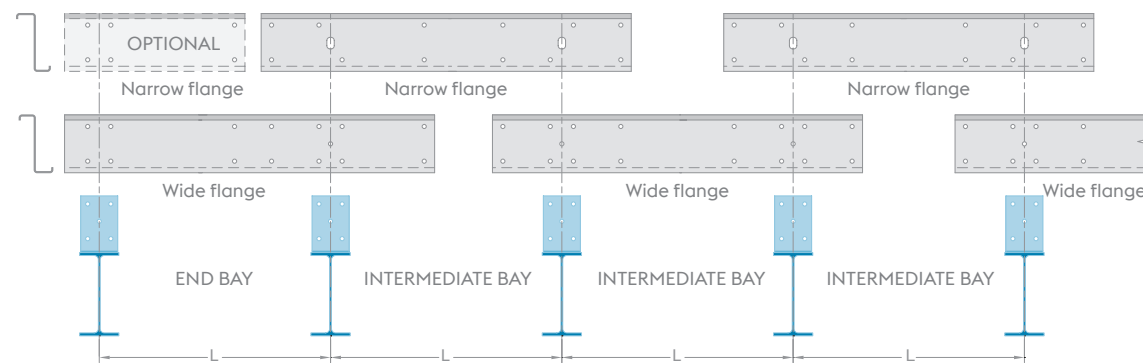 OPTIONAL
Narrow flange Narrow flange Narrow flange
Wide flange Wide flange Wide flange
END BAY INTERMEDIATE BAY INTERMEDIATE BAY INTERMEDIATE BAY
L L L L